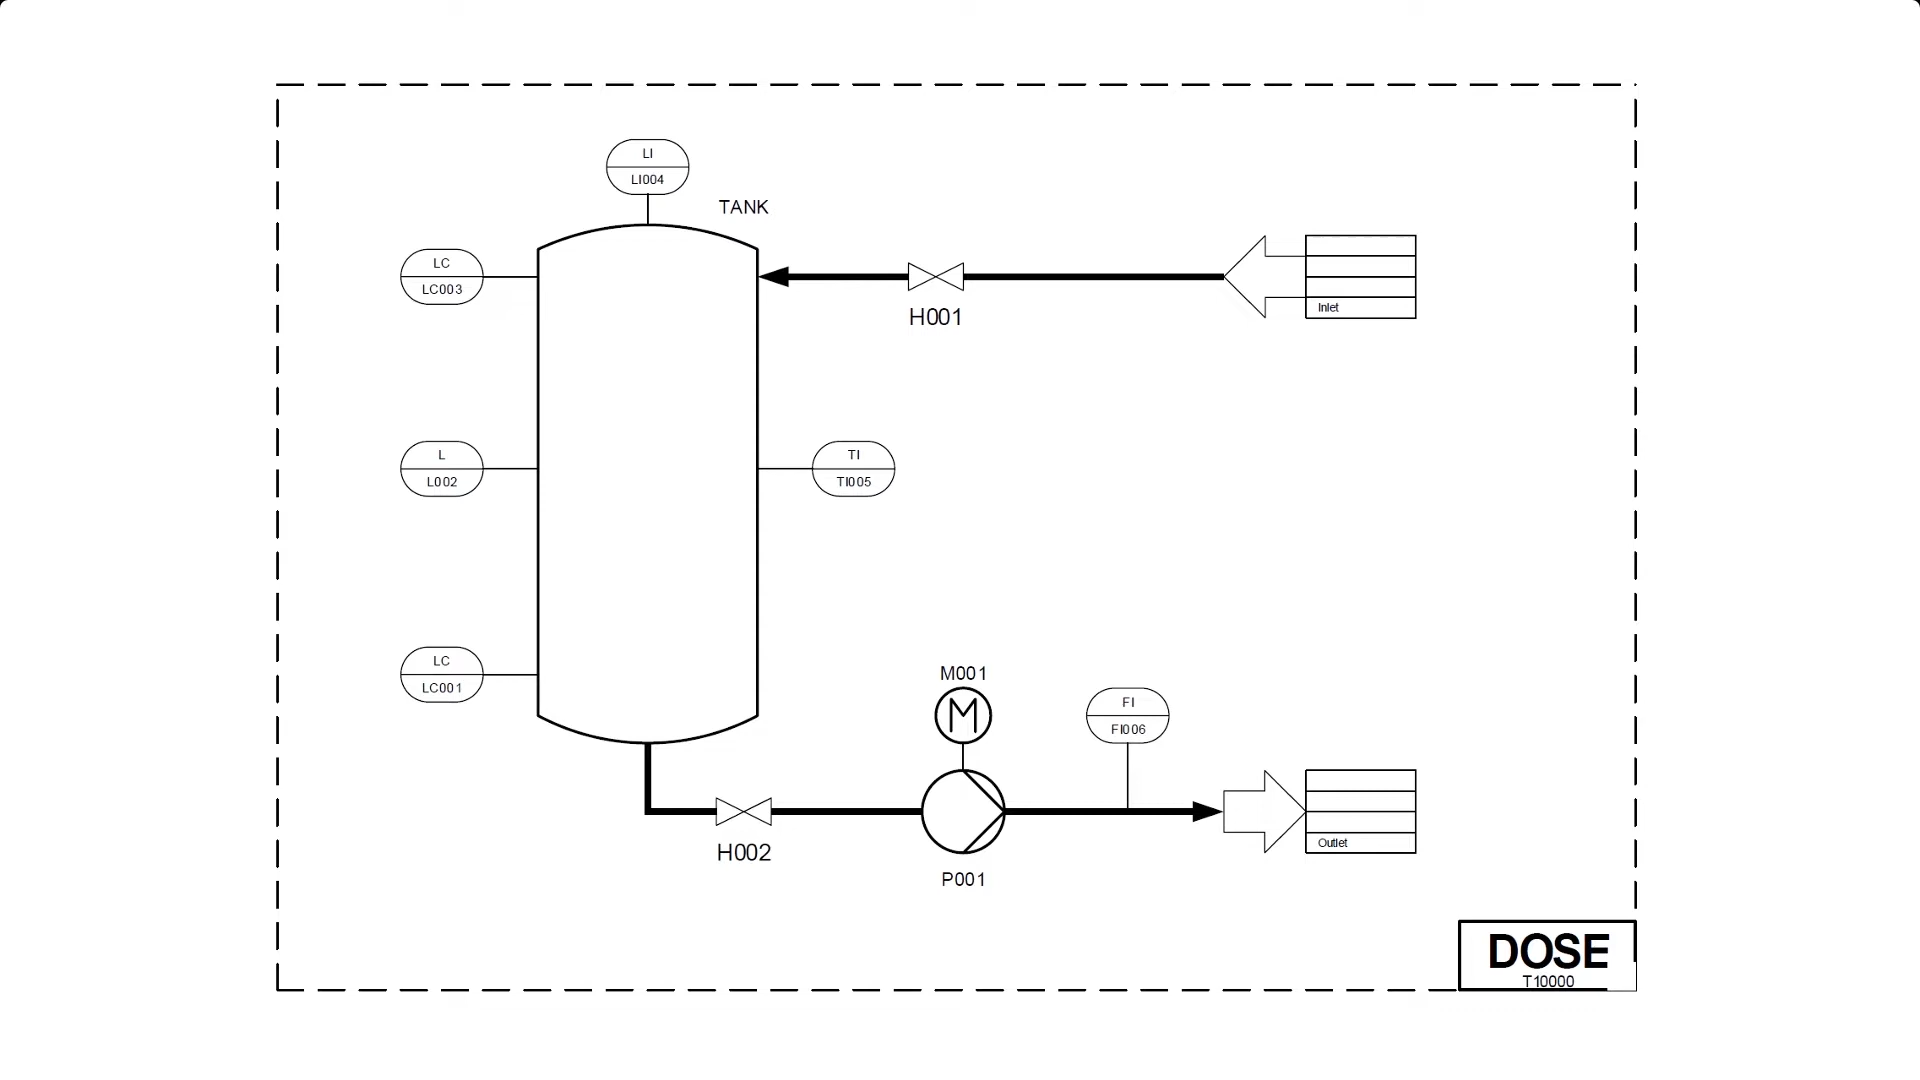 LI
LI004
TANK
LC
LC003
H001
Inlet
L
L002
TI
TI005
LC
LC001
M001
M
FI
FI006
H002
P001
Outlet
DOSE
T10000